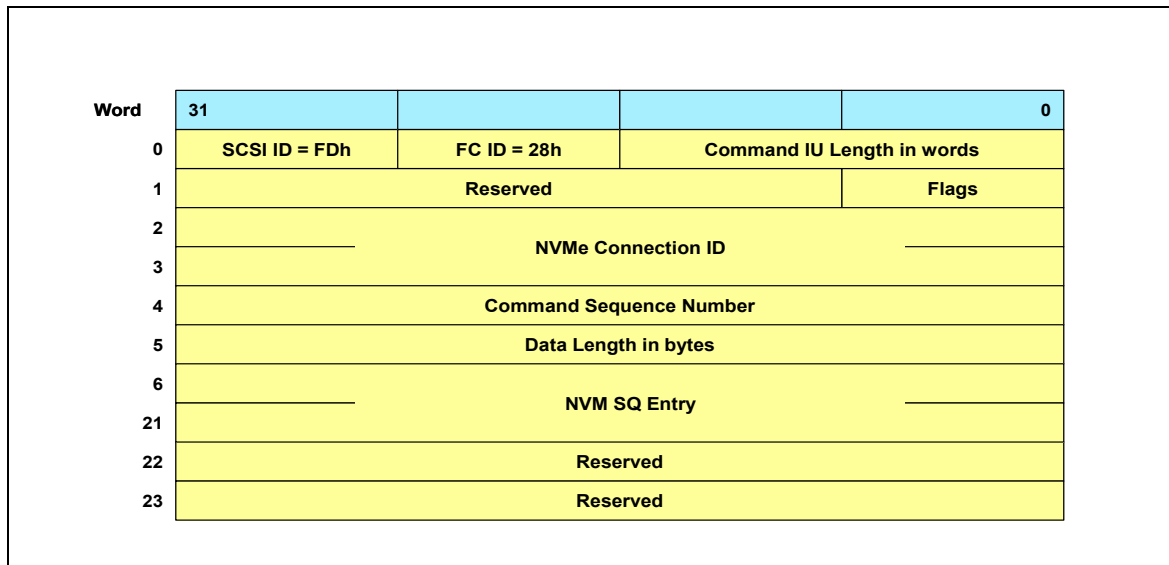 Word 31 0
0 SCSI ID = FDh FC ID = 28h Command IU Length in words
1 Reserved Flags
2
NVMe Connection ID
3
4 Command Sequence Number
5 Data Length in bytes
6
NVM SQ Entry
21
22 Reserved
23 Reserved